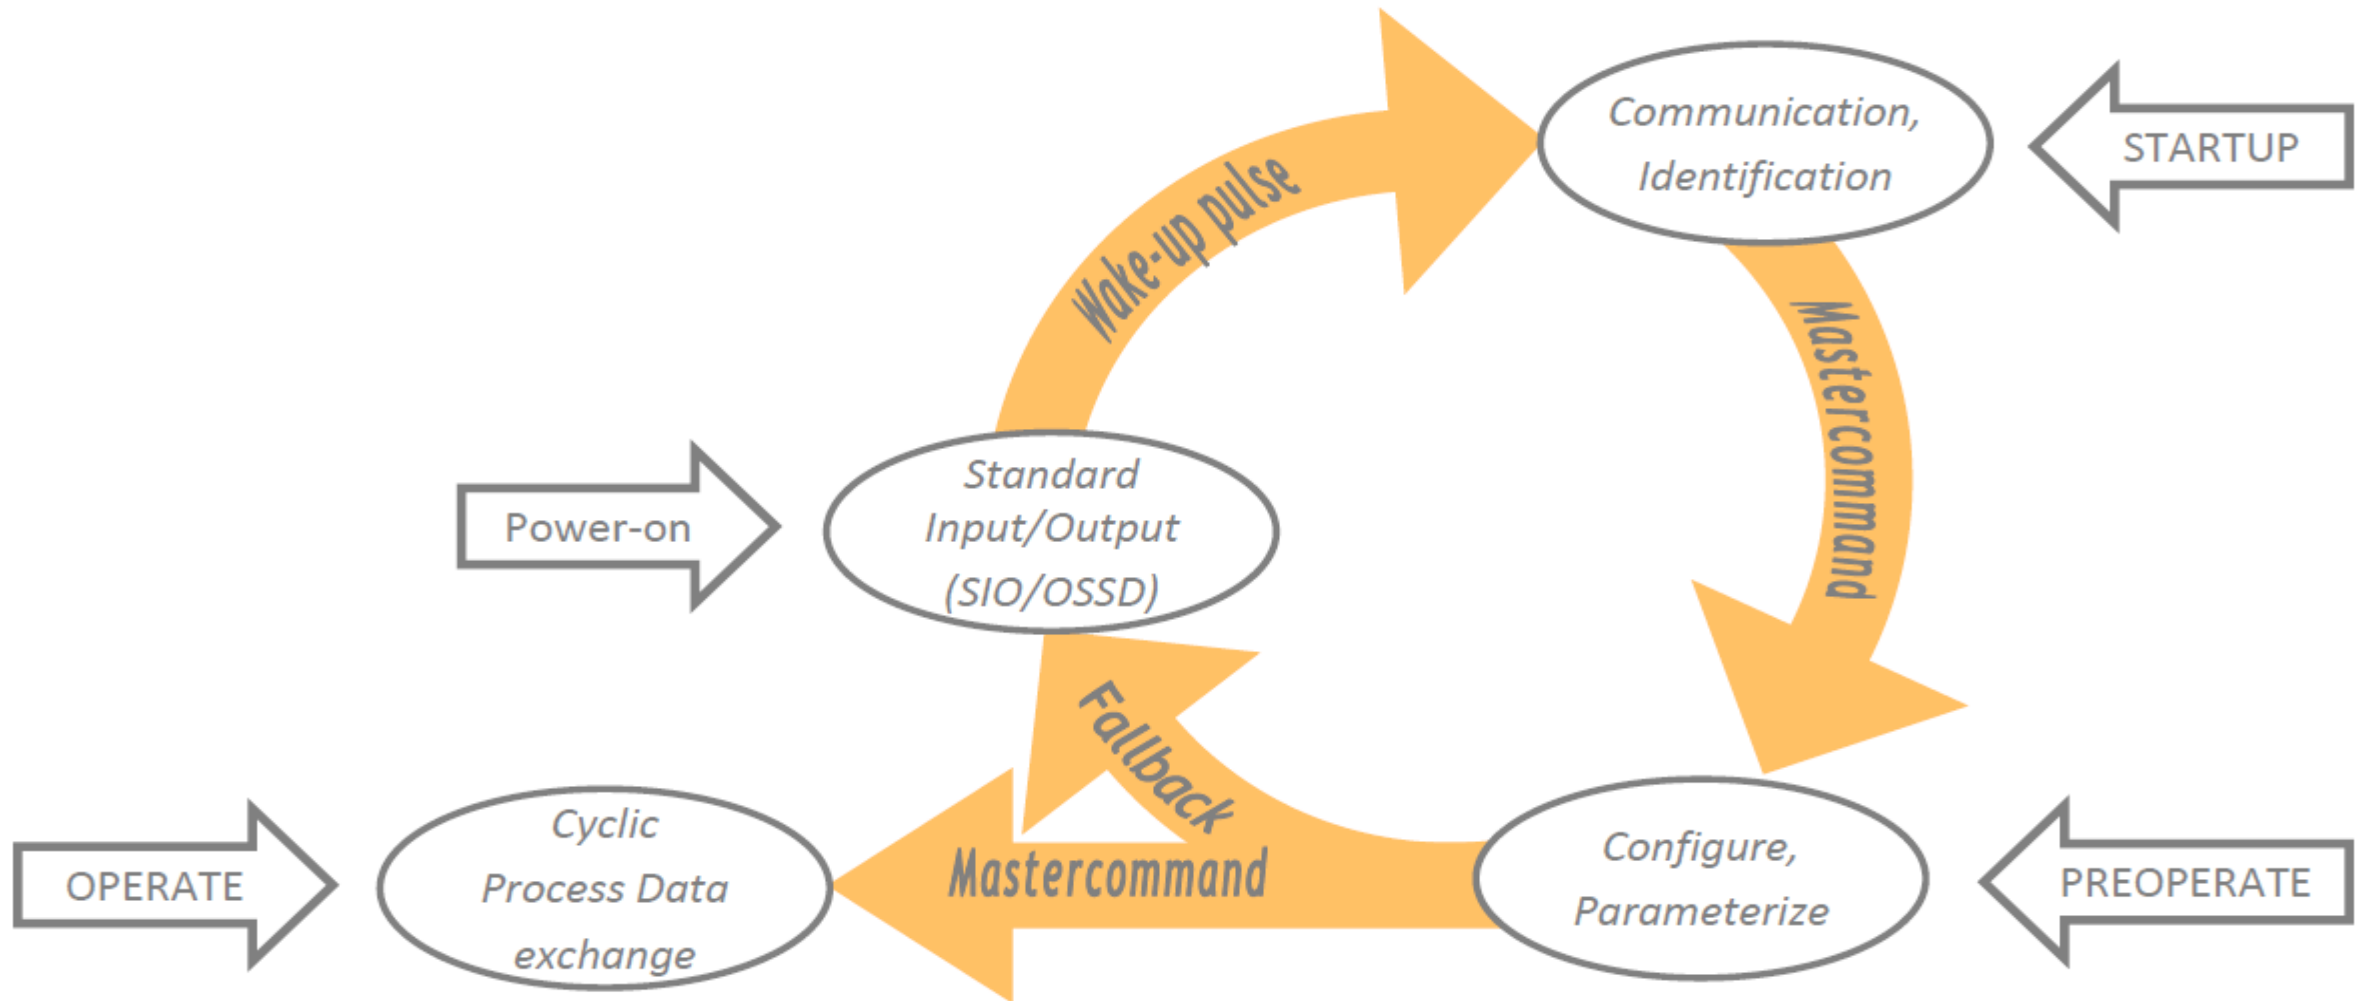 Communication,
Identification
STARTUP
Wake-up pulse
Mastercommand
Standard
Input/Output
(SIO/OSSD)
Power-on
Fallback
Mastercommand
Cyclic
Process Data
exchange
OPERATE
Configure,
Parameterize
PREOPERATE